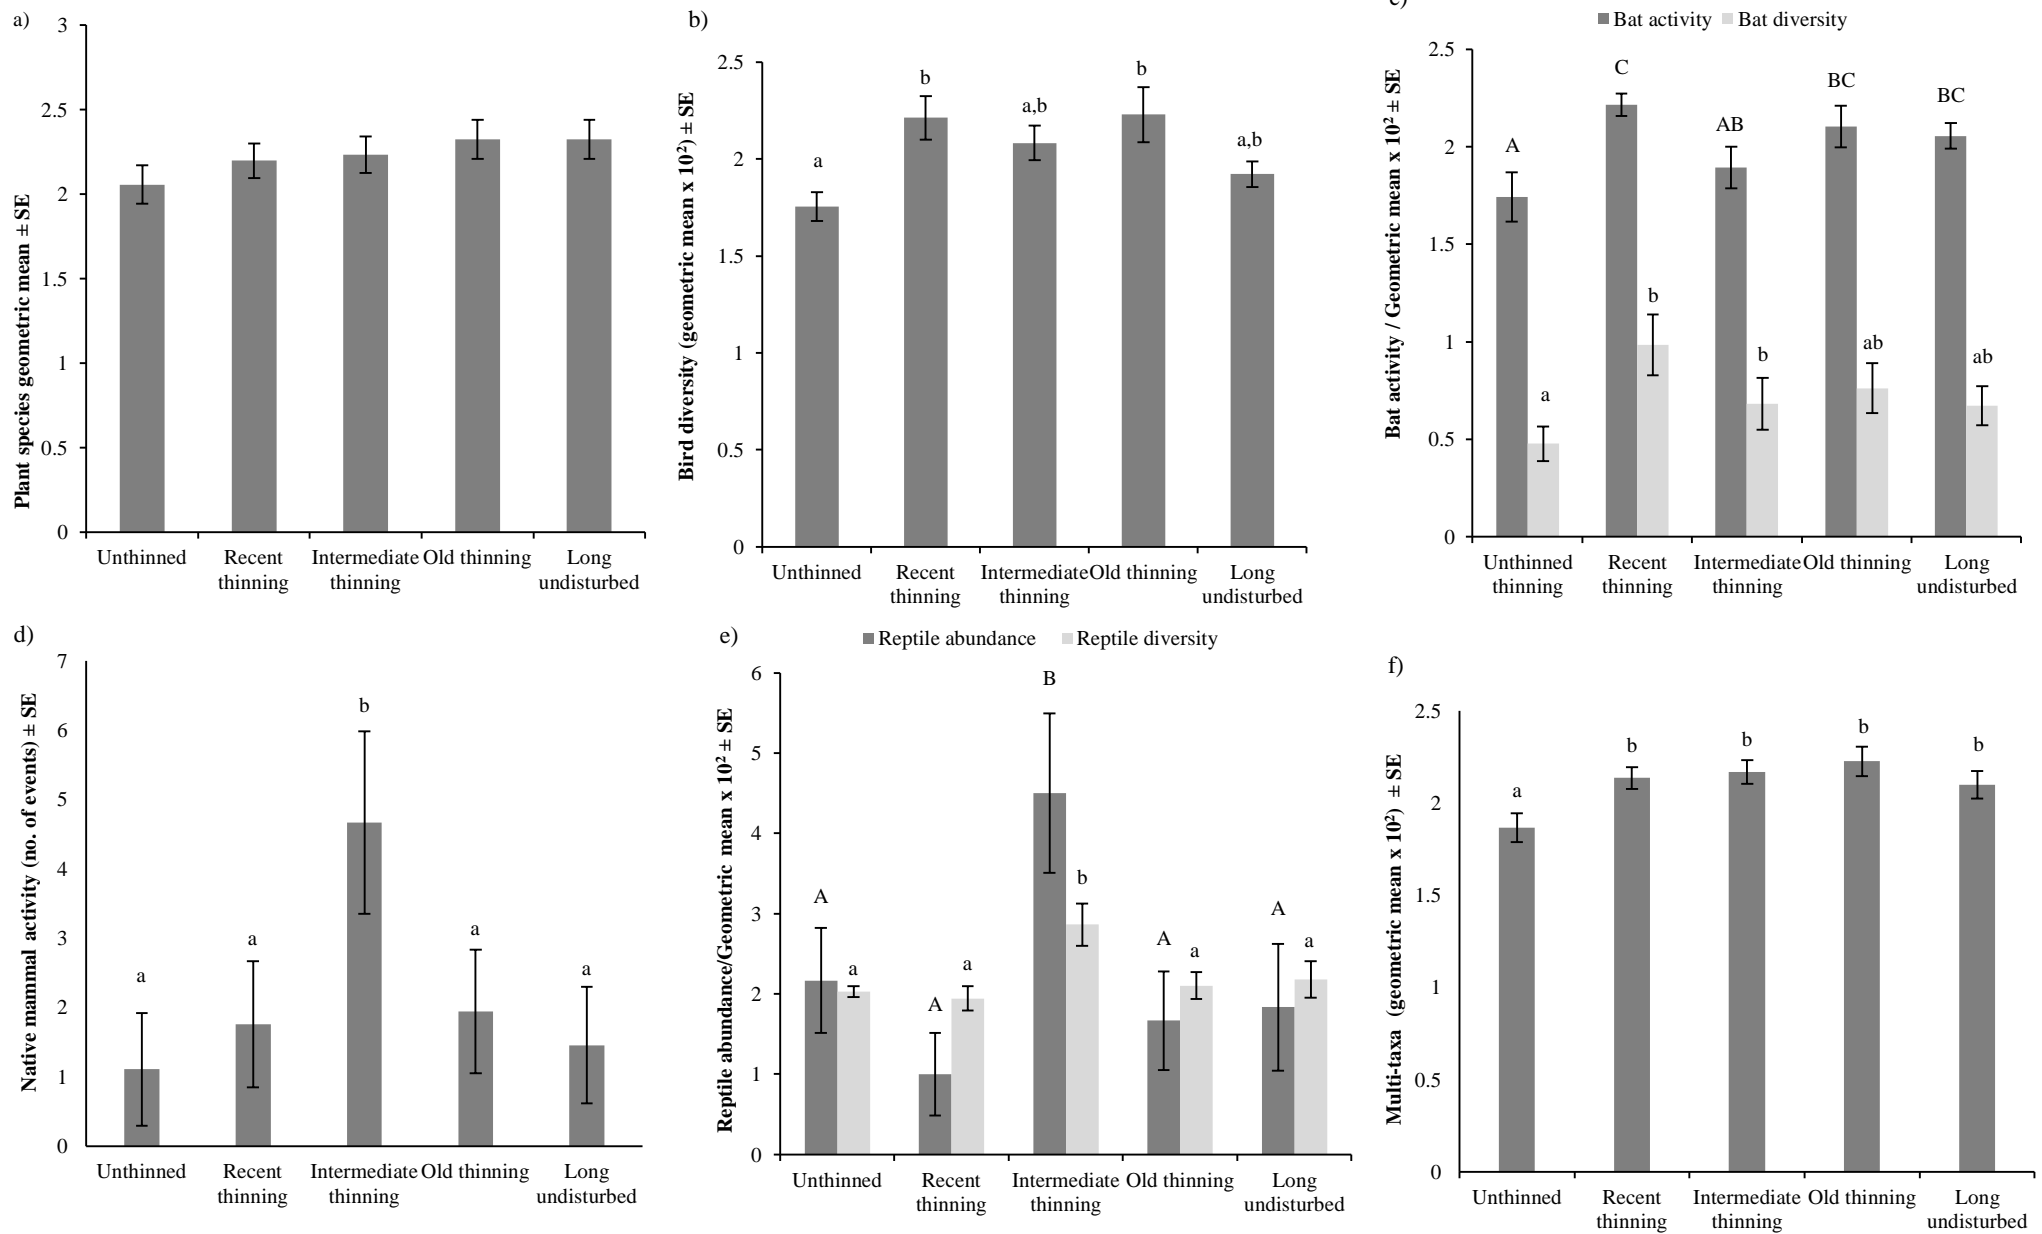 a)
Plant species geometric mean ± SE
3
2.5
2
1.5
1
0.5
0
Unthinned
Recent thinning
Intermediate thinning
Old thinning
Long undisturbed
b)
Bird diversity (geometric mean x 10²) ± SE
2.5
2
1.5
1
0.5
0
a
b
a,b
b
a,b
Unthinned
Recent thinning
Intermediate thinning
Old thinning
Long undisturbed
Bat activity
Bat diversity
Bat activity / Geometric mean x 10² ± SE
2.5
2
1.5
1
0.5
0
A
a
C
b
AB
b
BC
ab
BC
ab
Unthinned thinning
Recent thinning
Intermediate thinning
Old thinning
Long undisturbed
d)
Native mammal activity (no. of events) ± SE
7
6
5
4
3
2
1
0
a
a
b
a
a
Unthinned
Recent thinning
Intermediate thinning
Old thinning
Long undisturbed
e)
Reptile abundance
Reptile diversity
Reptile abundance/Geometric mean x 10² ± SE
6
5
4
3
2
1
0
A
a
A
a
B
b
A
a
A
a
Unthinned
Recent thinning
Intermediate thinning
Old thinning
Long undisturbed
f)
Multi-taxa (geometric mean x 10²) ± SE
2.5
2
1.5
1
0.5
0
a
b
b
b
b
Unthinned
Recent thinning
Intermediate thinning
Old thinning
Long undisturbed